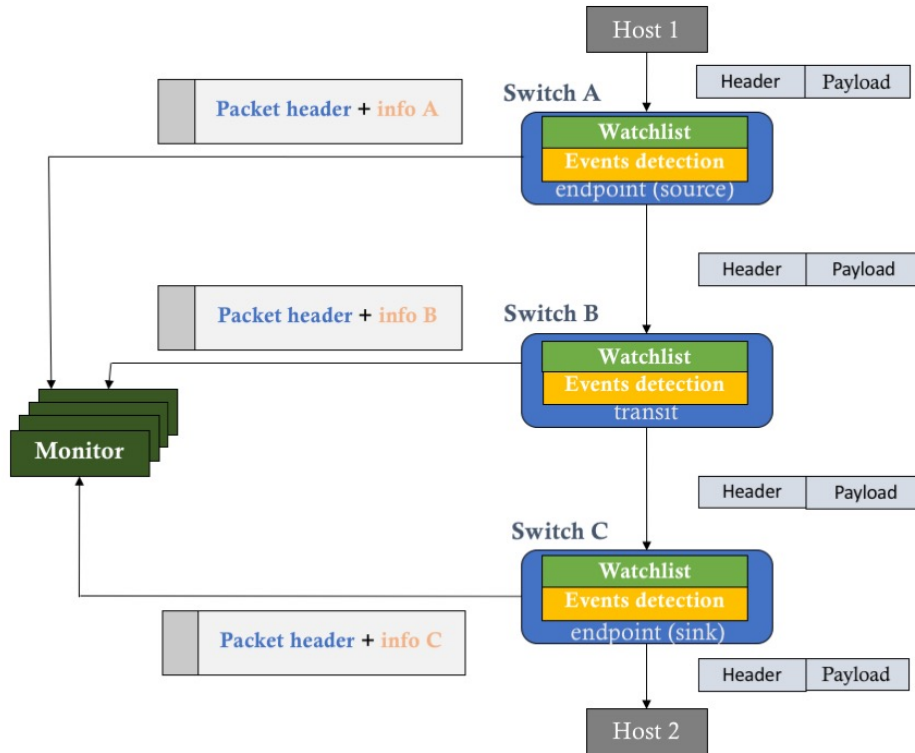 Host 1
Header Payload
Packet header + info A
Switch A
Watchlist
Events detection
endpoint (source)
Header Payload
Packet header + info B
Switch B
Watchlist
Events detection
transit
Monitor
Header Payload
Switch C
Watchlist
Events detection
endpoint (sink)
Packet header + info C
Header Payload
Host 2